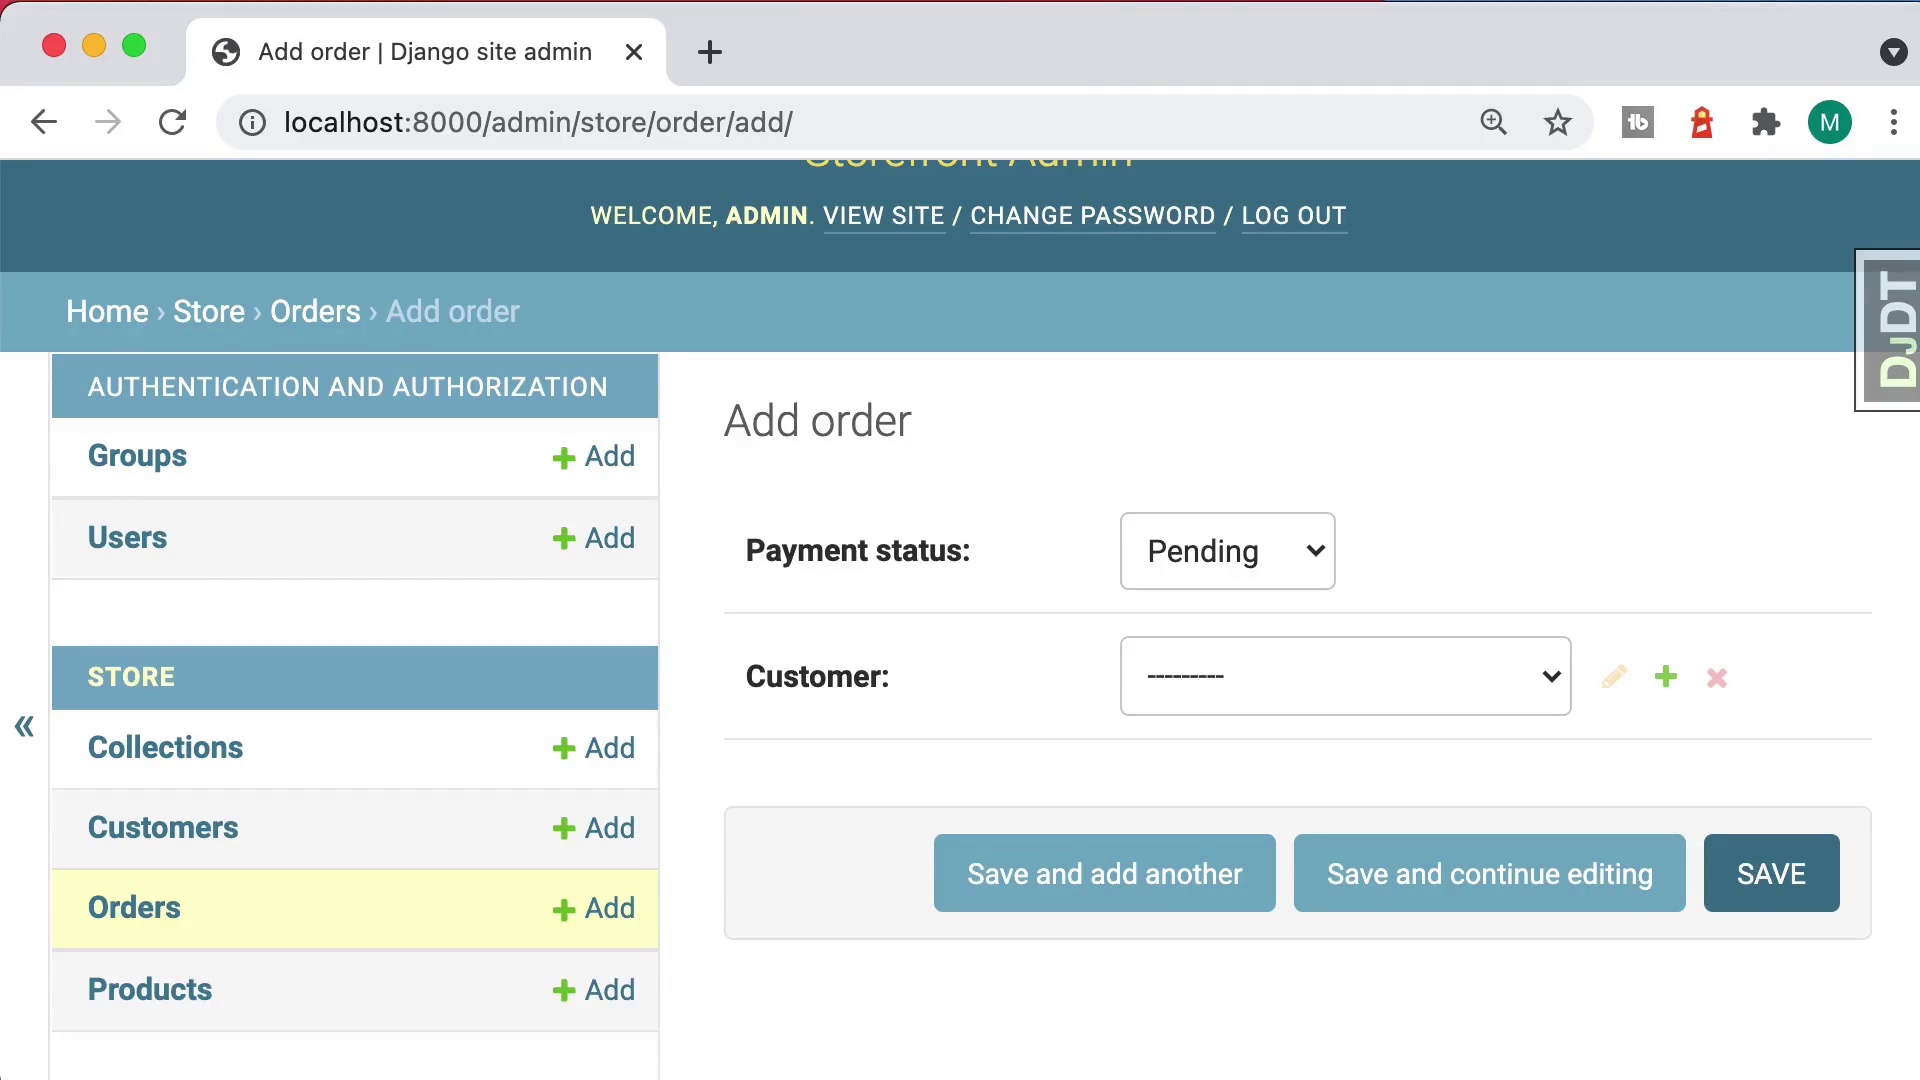 Add order | Django site admin
localhost:8000/admin/store/order/add/
M
Storefront Admin
WELCOME, ADMIN. VIEW SITE / CHANGE PASSWORD / LOG OUT
DJDT
Home › Store › Orders › Add order
AUTHENTICATION AND AUTHORIZATION
Groups Add
Users Add
STORE
Collections Add
Customers Add
Orders Add
Products Add
«
Add order
Payment status: Pending
Customer: ---------
Save and add another Save and continue editing SAVE